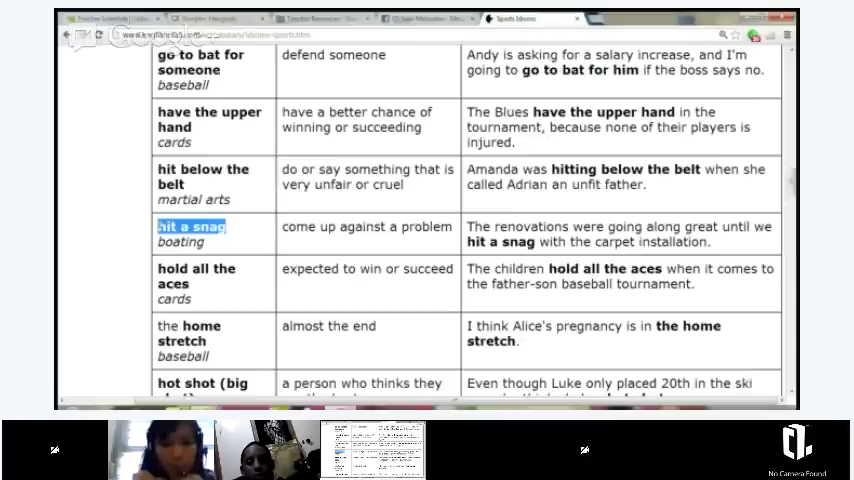 Sports Idioms
go to bat for defend someone Andy is asking for a salary increase, and I'm
someone going to go to bat for him if the boss says no.
baseball
have the upper have a better chance of The Blues have the upper hand in the
hand winning or succeeding tournament, because none of their players is
cards injured.
hit below the do or say something that is Amanda was hitting below the belt when she
belt very unfair or cruel called Adrian an unfit father.
martial arts
hit a snag come up against a problem The renovations were going along great until we
boating hit a snag with the carpet installation.
hold all the expected to win or succeed The children hold all the aces when it comes to
aces the father-son baseball tournament.
cards
the home almost the end I think Alice's pregnancy is in the home
stretch stretch.
baseball
hot shot (big a person who thinks they Even though Luke only placed 20th in the ski
No Camera Found